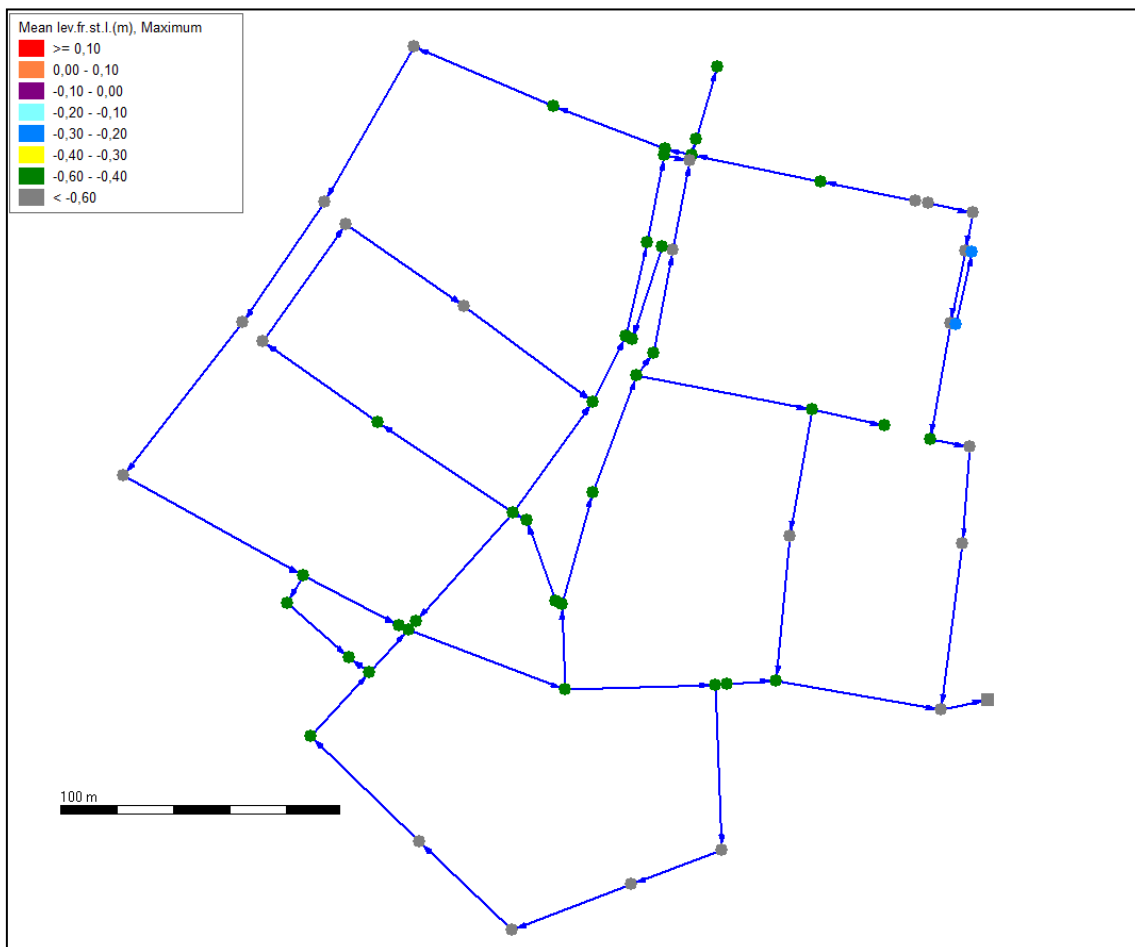 Mean lev.fr.st.l.(m), Maximum
>= 0,10
0,00 - 0,10
-0,10 - 0,00
-0,20 - -0,10
-0,30 - -0,20
-0,40 - -0,30
-0,60 - -0,40
< -0,60
100 m